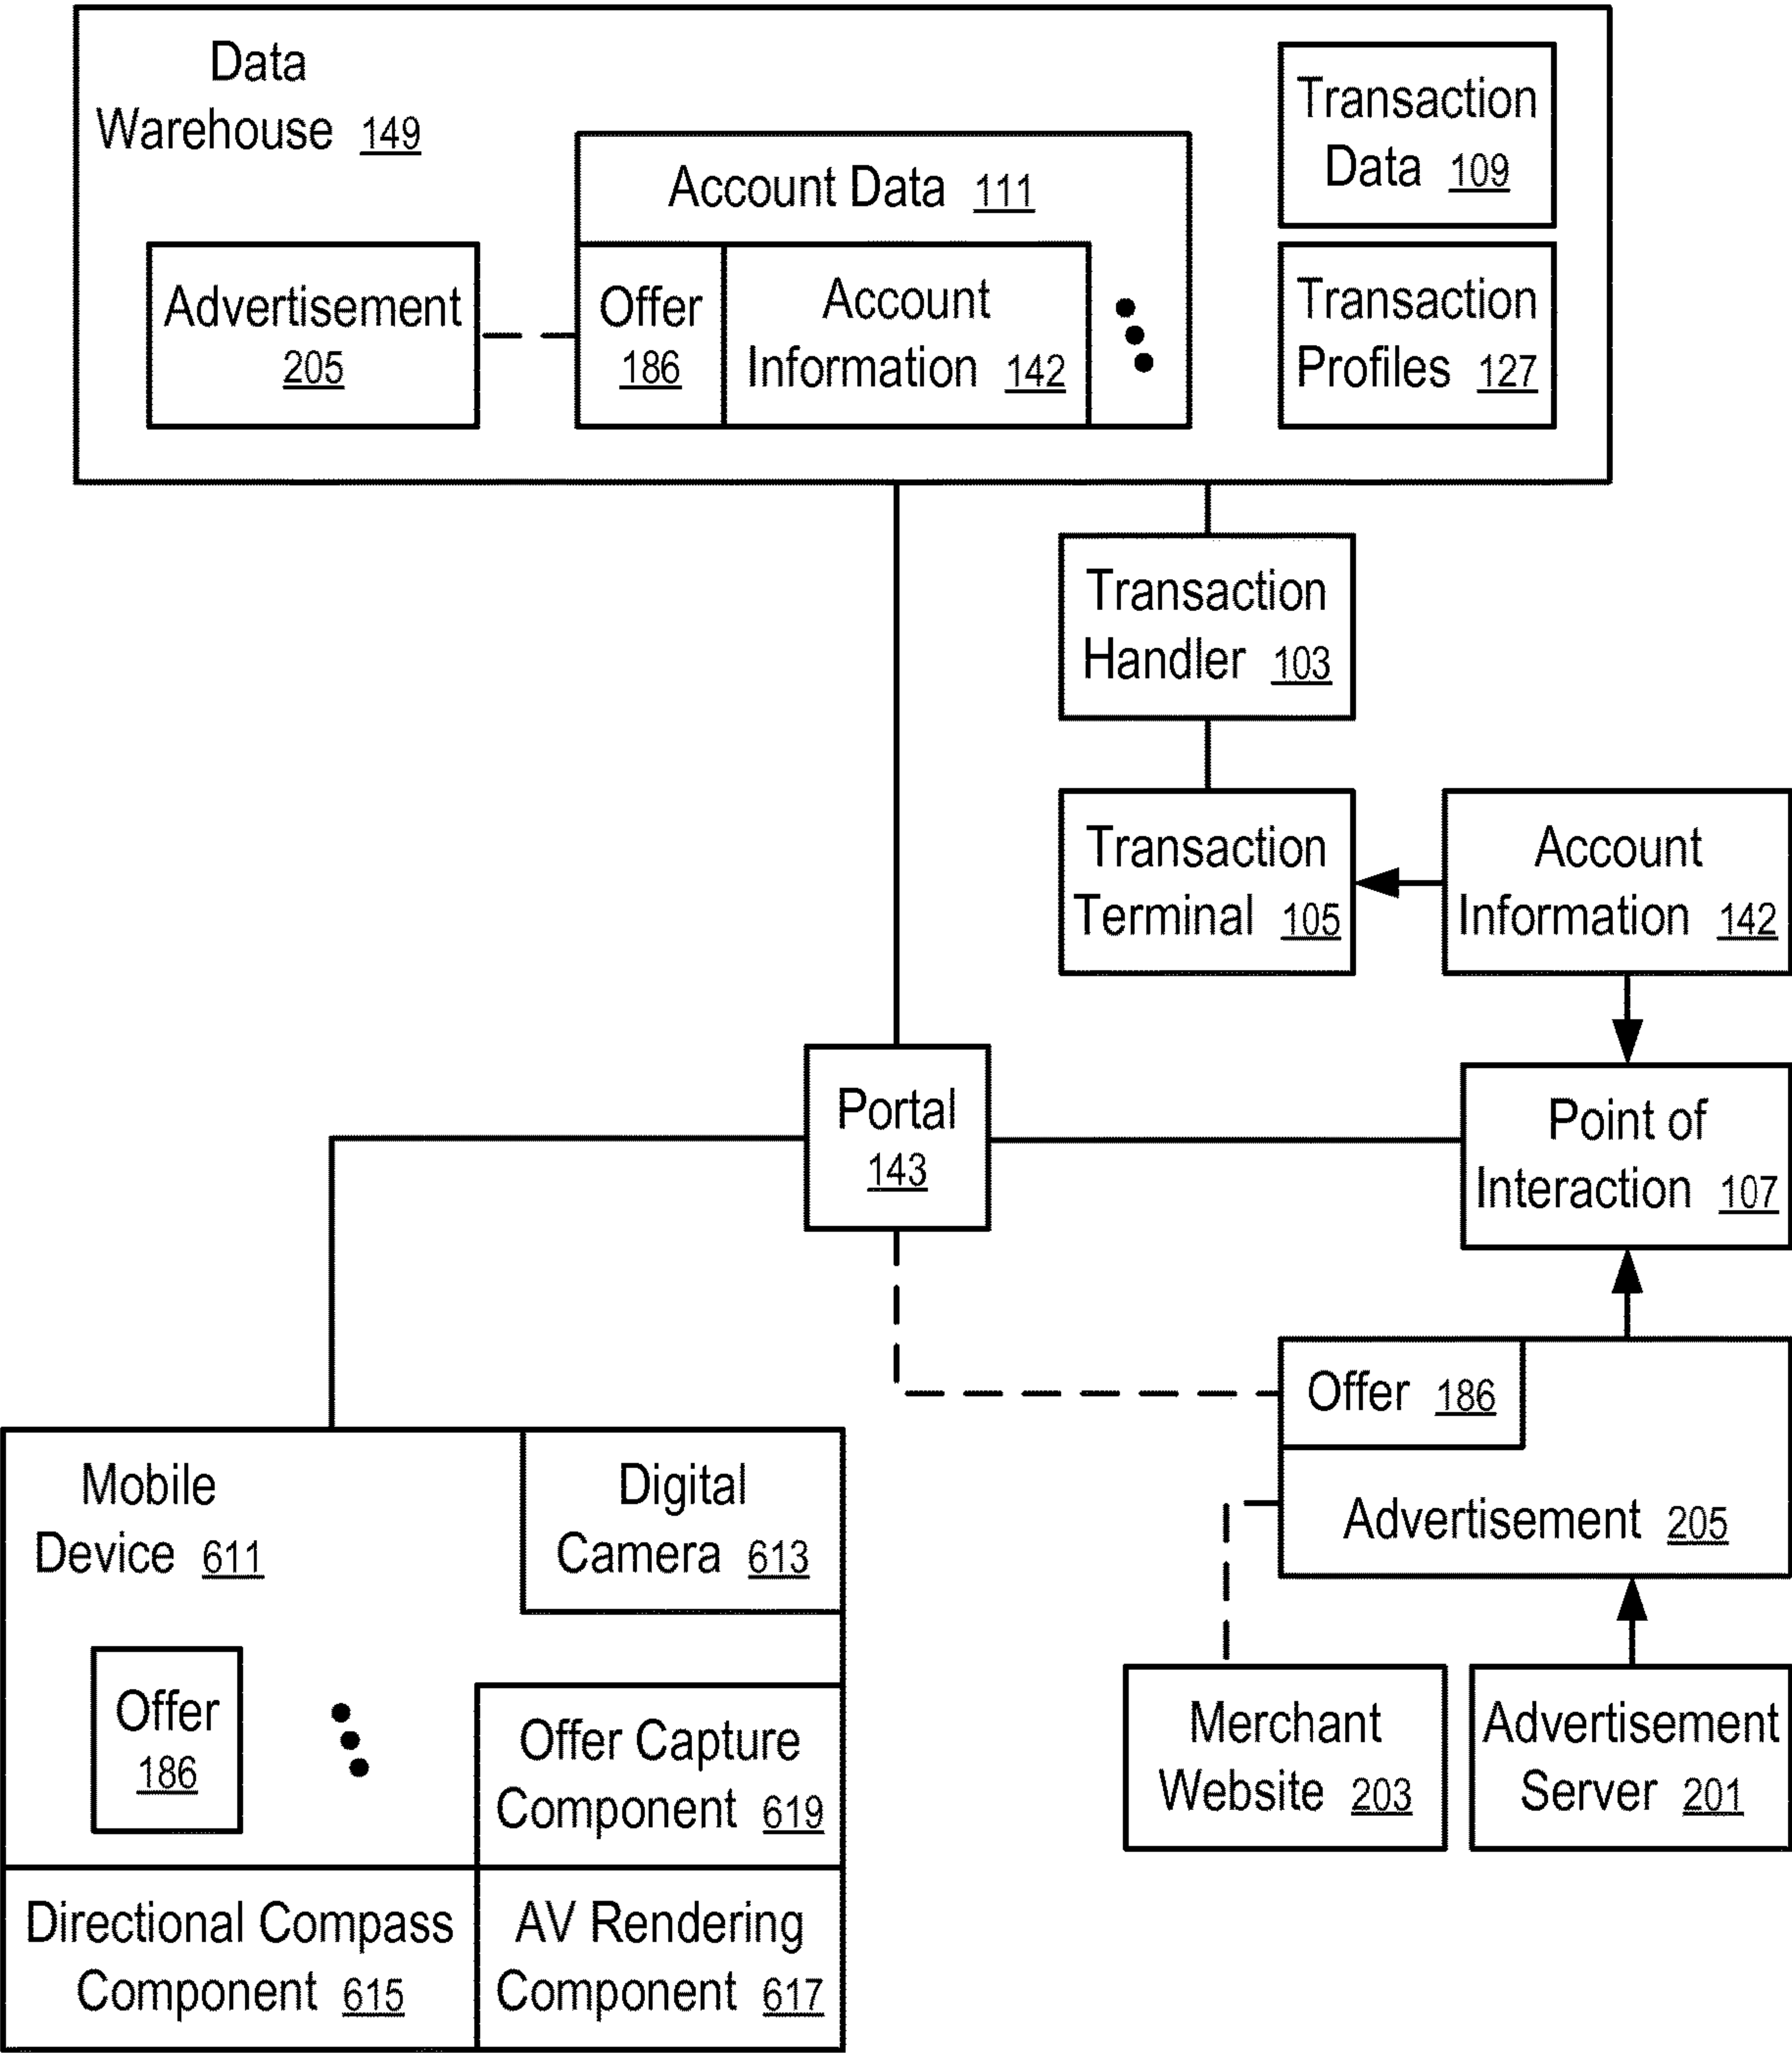 Data
Warehouse 149
Transaction
Data 109
Account Data 111
Advertisement
205
Offer
186
Account
Information 142
Transaction
Profiles 127
Transaction
Handler 103
Transaction
Terminal 105
Account
Information 142
Portal
143
Point of
Interaction 107
Offer 186
Advertisement 205
Mobile
Device 611
Digital
Camera 613
Offer
186
Offer Capture
Component 619
Merchant
Website 203
Advertisement
Server 201
Directional Compass
Component 615
AV Rendering
Component 617